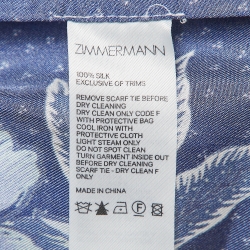 ZIMMERMANN
100% SILK
EXCLUSIVE OF TRIMS
REMOVE SCARF TIE BEFORE
DRY CLEANING
DRY CLEAN ONLY CODE F
WITH PROTECTIVE BAG
COOL IRON WITH
PROTECTIVE CLOTH
LIGHT STEAM ONLY
DO NOT SPOT CLEAN
TURN GARMENT INSIDE OUT
BEFORE DRY CLEANING
SCARF TIE - DRY CLEAN ONLY
MADE IN CHINA